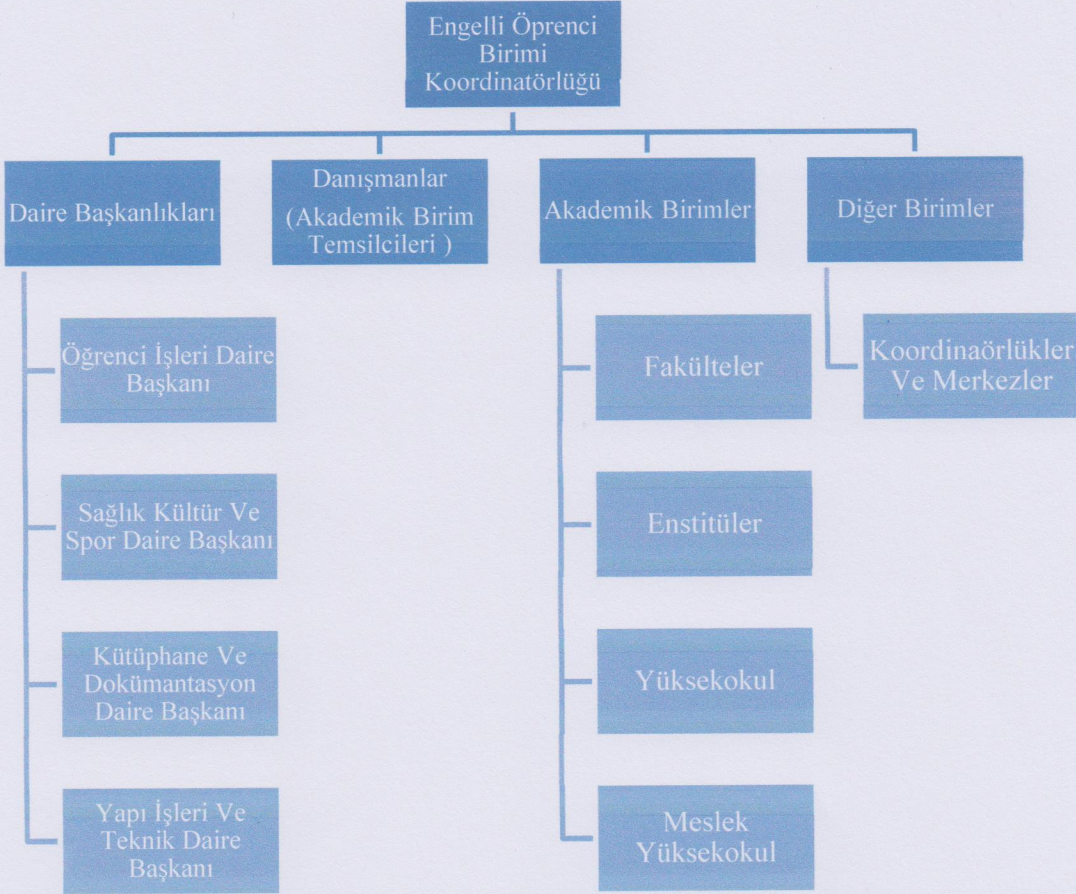 Engelli Öprenci
Birimi
Koordinatörlüğü
Daire Başkanlıkları
Danışmanlar
(Akademik Birim
Temsilcileri )
Akademik Birimler
Diğer Birimler
Öğrenci İşleri Daire
Başkanı
Sağlık Kültür Ve
Spor Daire Başkanı
Kütüphane Ve
Dokümantasyon
Daire Başkanı
Yapı İşleri Ve
Teknik Daire
Başkanı
Fakülteler
Enstitüler
Yüksekokul
Meslek
Yüksekokul
Koordinaörlükler
Ve Merkezler